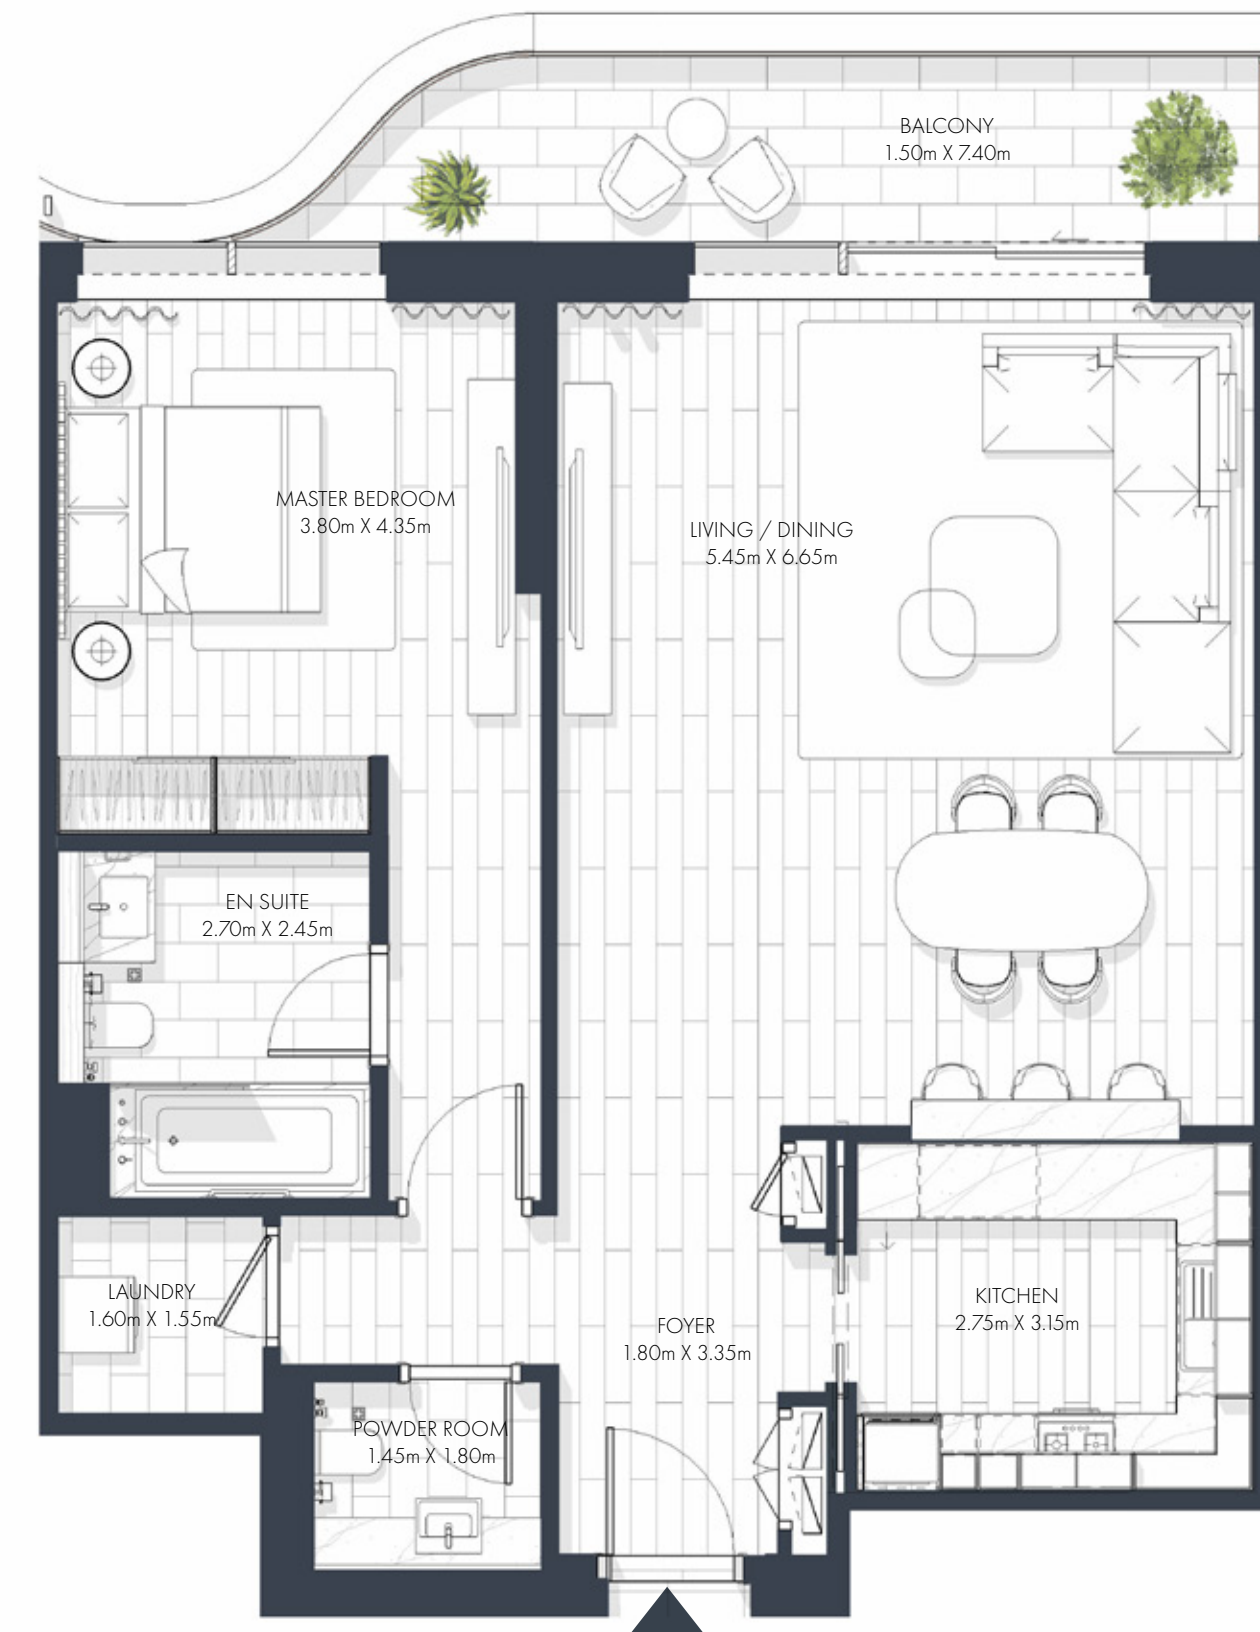 BALCONY
1.50m X 7.40m
MASTER BEDROOM
3.80m X 4.35m
LIVING / DINING
5.45m X 6.65m
EN SUITE
2.70m X 2.45m
LAUNDRY
1.60m X 1.55m
FOYER
1.80m X 3.35m
KITCHEN
2.75m X 3.15m
POWDER ROOM
1.45m X 1.80m